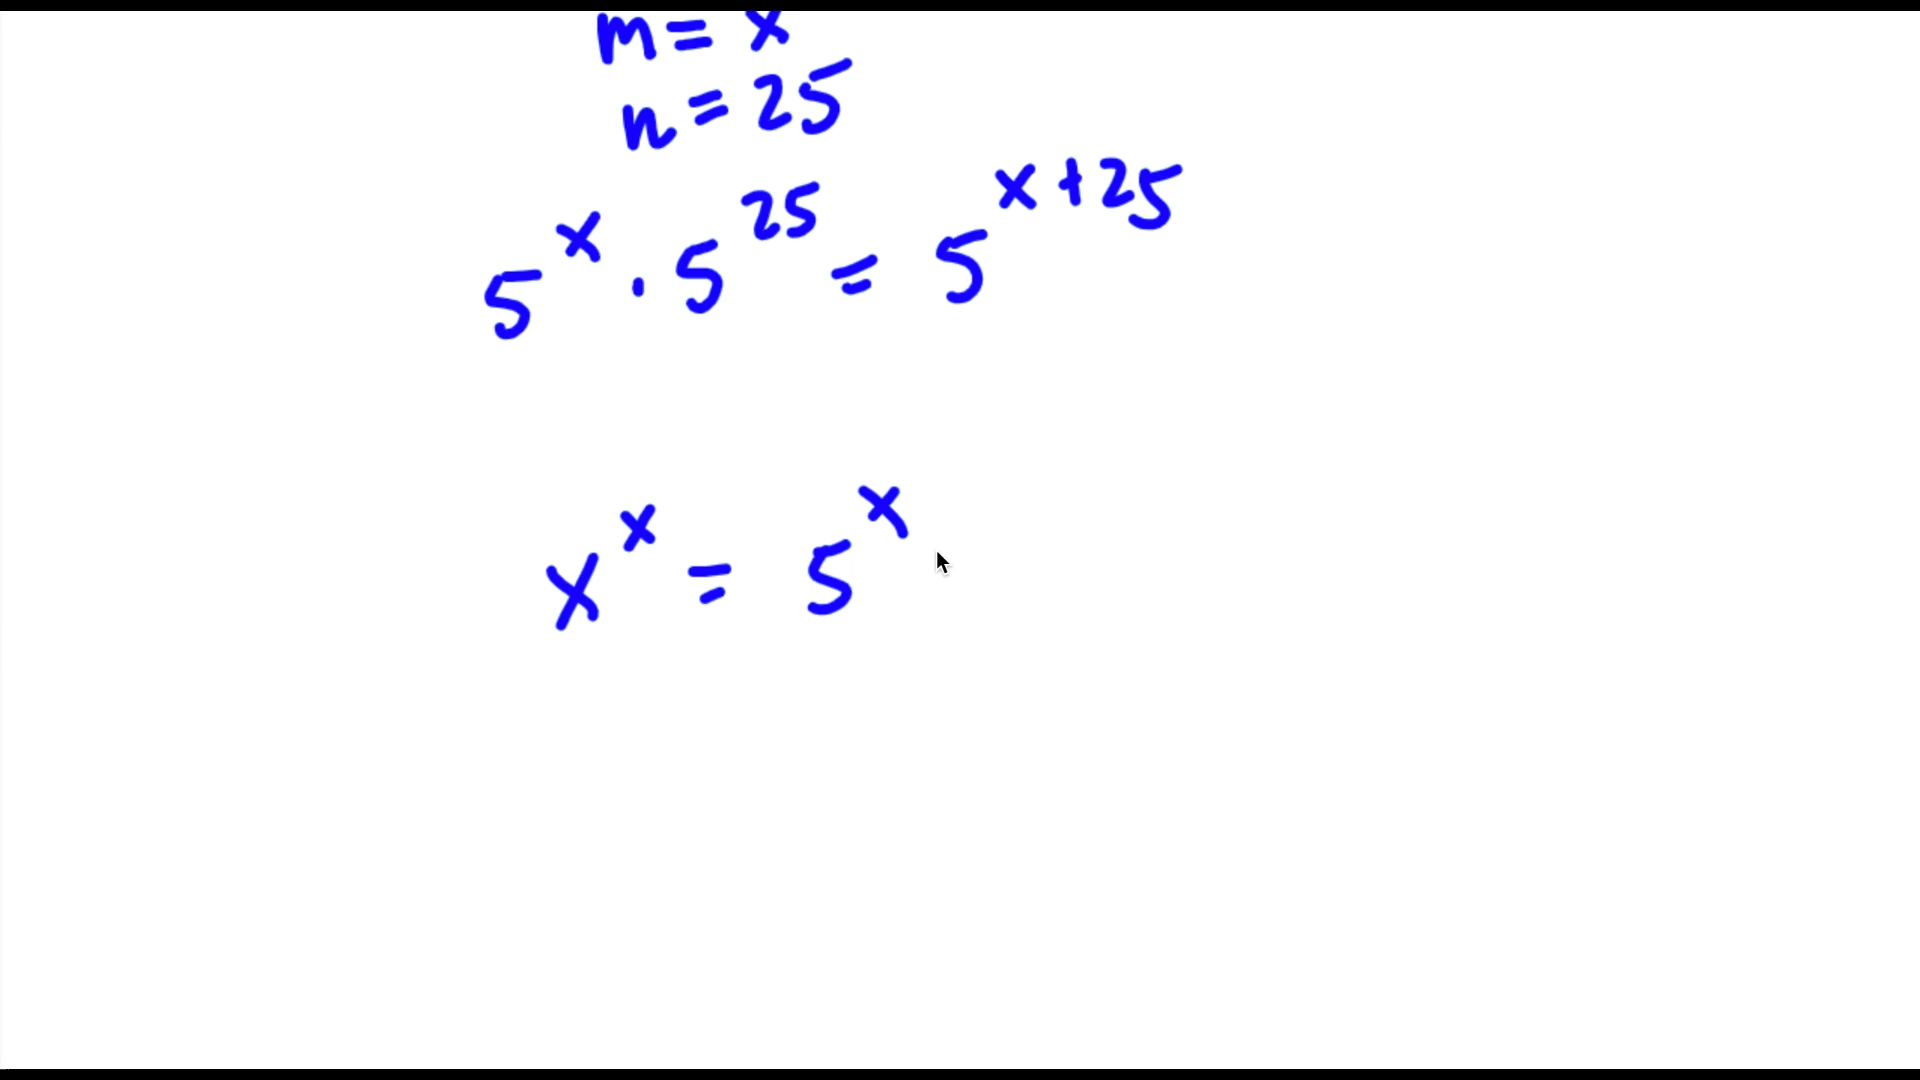 m = x
n = 25
5^x · 5^25 = 5^x+25
x^x = 5^x